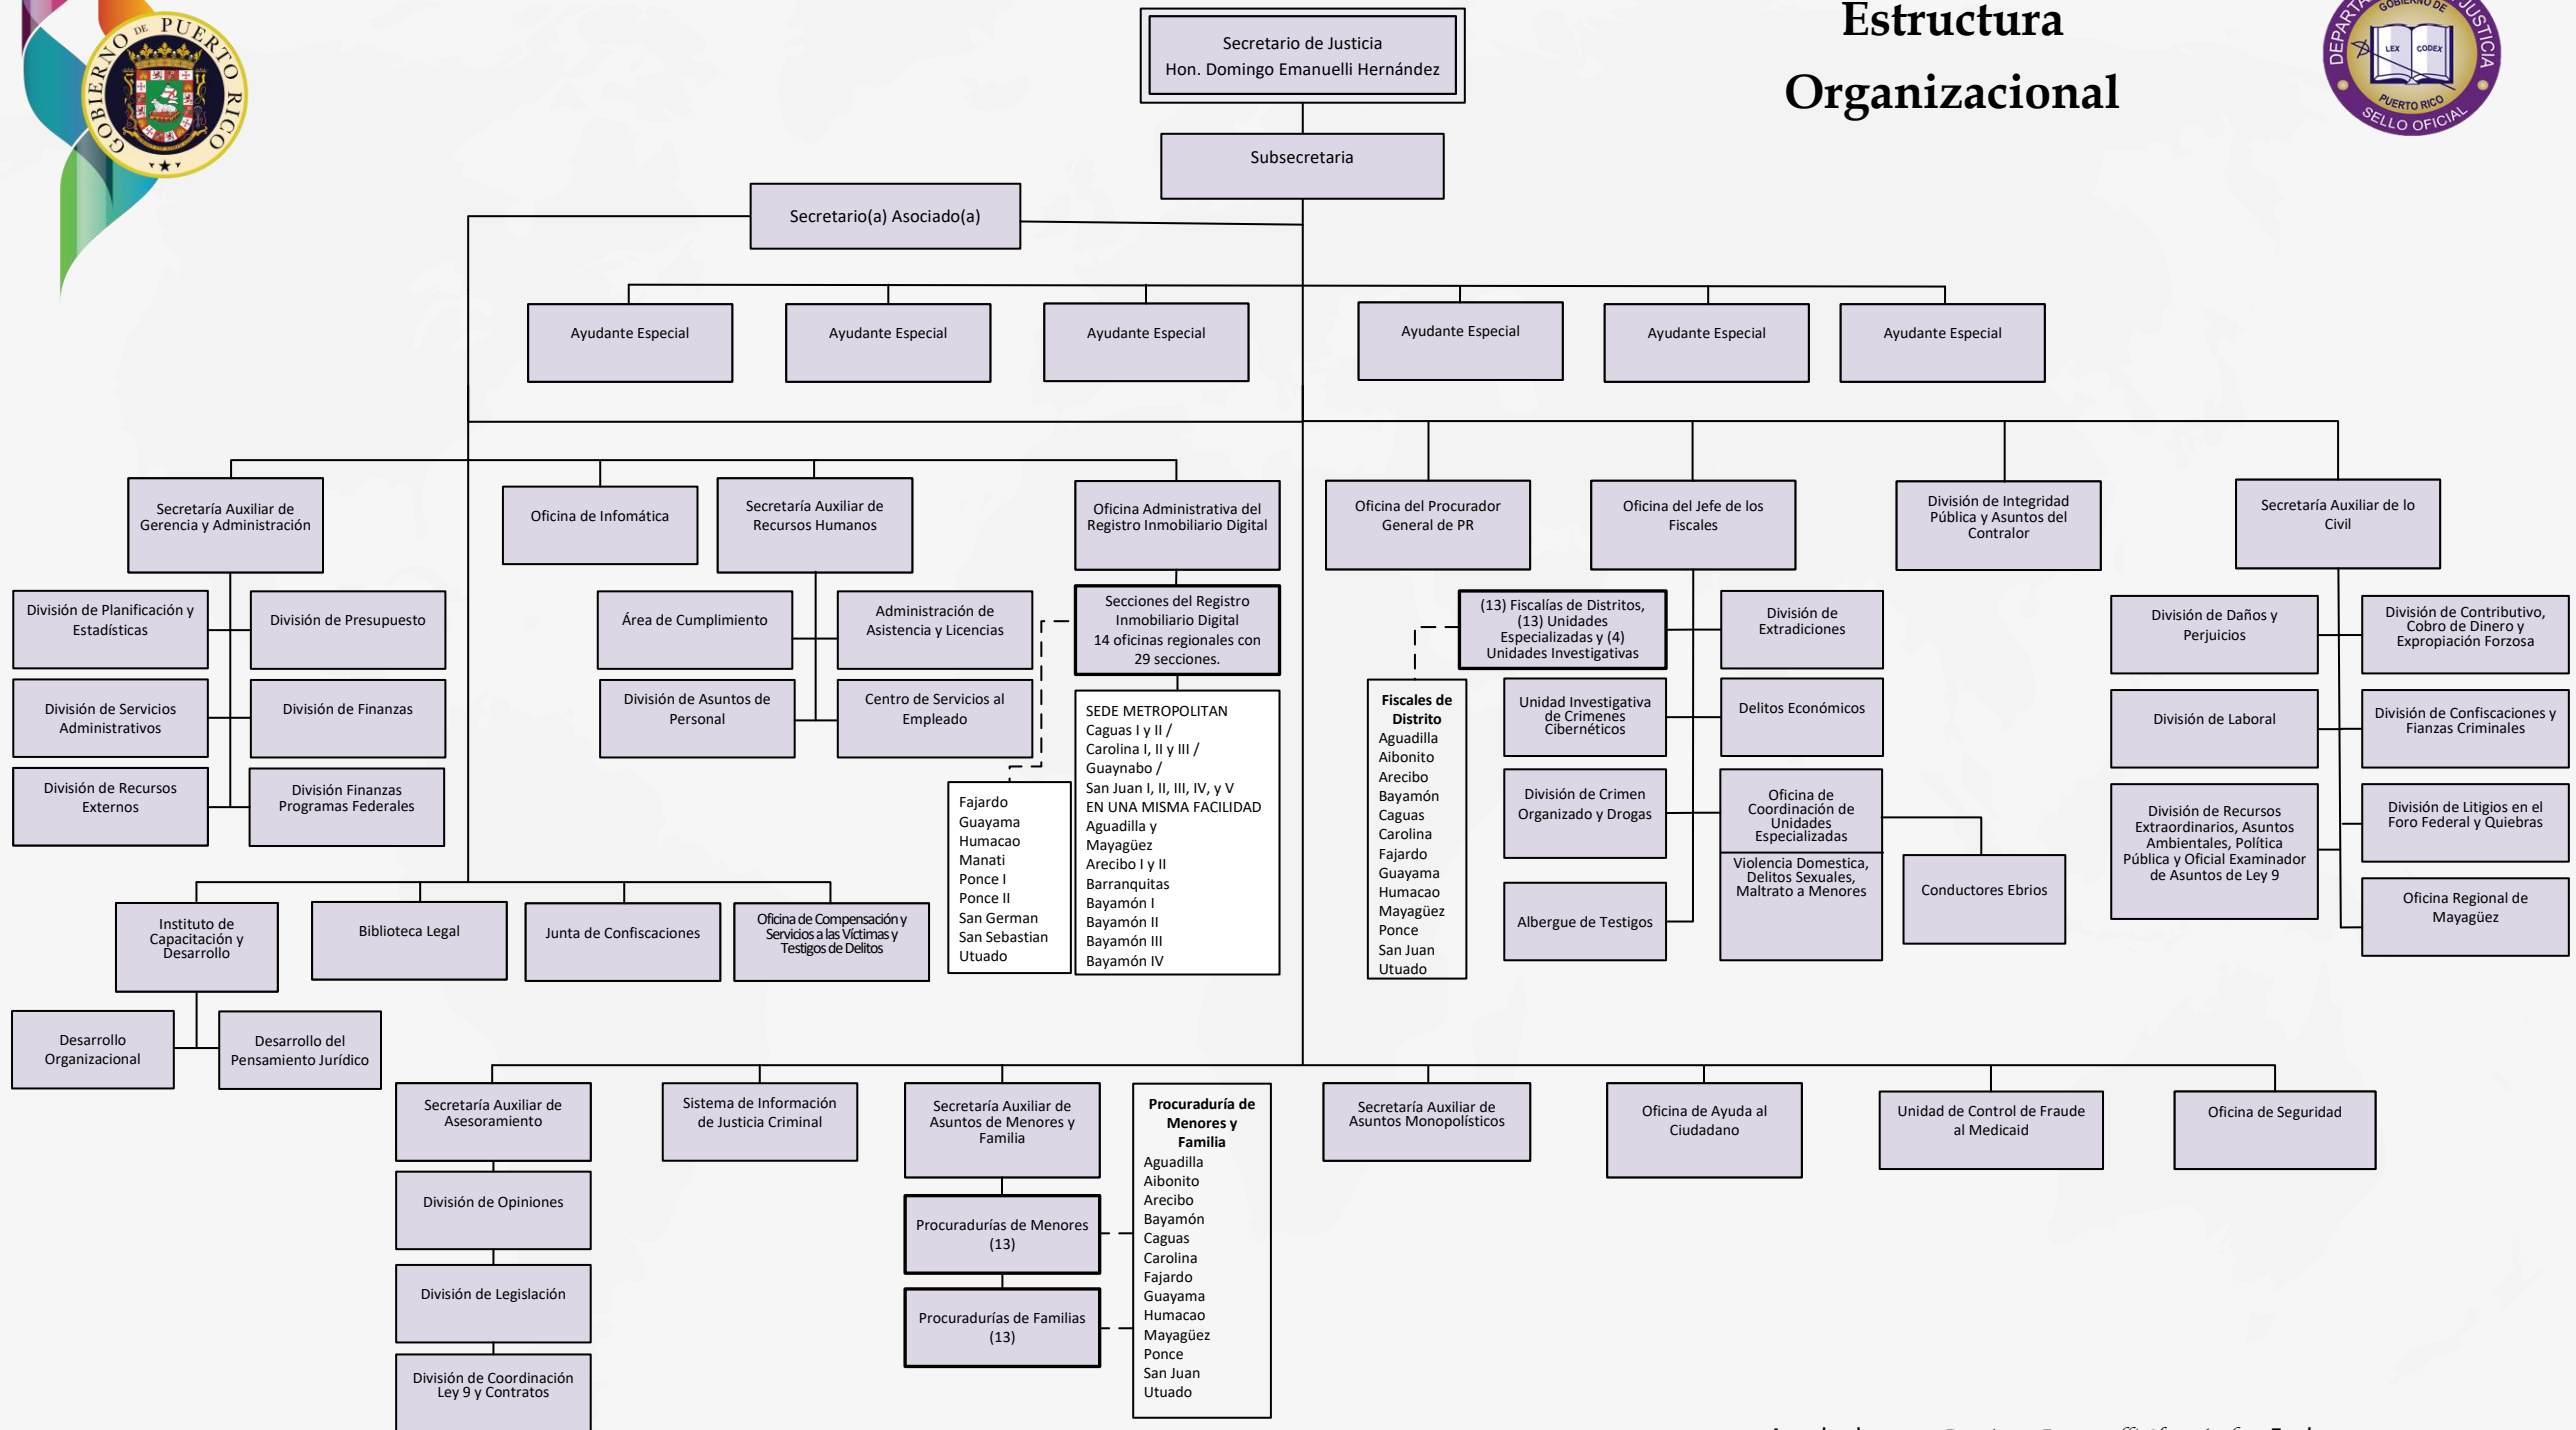 Estructura
Organizacional
GOBIERNO DE PUERTO RICO
GOBIERNO DE
LEX
CODEX
PUERTO RICO
SELLO OFICIAL
Secretario de Justicia
Hon. Domingo Emanuelli Hernández
Subsecretaria
Secretario(a) Asociado(a)
Ayudante Especial
Ayudante Especial
Ayudante Especial
Ayudante Especial
Ayudante Especial
Ayudante Especial
Secretaría Auxiliar de
Gerencia y Administración
Oficina de Infomática
Secretaría Auxiliar de
Recursos Humanos
Oficina Administrativa del
Registro Inmobiliario Digital
Oficina del Procurador
General de PR
Oficina del Jefe de los
Fiscales
División de Integridad
Pública y Asuntos del
Contralor
Secretaría Auxiliar de lo
Civil
División de Planificación y
Estadísticas
División de Presupuesto
División de Servicios
Administrativos
División de Finanzas
División de Recursos
Externos
División Finanzas
Programas Federales
Área de Cumplimiento
Administración de
Asistencia y Licencias
División de Asuntos de
Personal
Centro de Servicios al
Empleado
Secciones del Registro
Inmobiliario Digital
14 oficinas regionales con
29 secciones.
SEDE METROPOLITAN
Caguas I y II /
Carolina I, II y III /
Guaynabo /
San Juan I, II, III, IV, y V
EN UNA MISMA FACILIDAD
Aguadilla y
Mayagüez
Arecibo I y II
Barranquitas
Bayamón I
Bayamón II
Bayamón III
Bayamón IV
Fajardo
Guayama
Humacao
Manati
Ponce I
Ponce II
San German
San Sebastian
Utuado
(13) Fiscalías de Distritos,
(13) Unidades
Especializadas y (4)
Unidades Investigativas
División de
Extradiciones
Fiscales de
Distrito
Aguadilla
Aibonito
Arecibo
Bayamón
Caguas
Carolina
Fajardo
Guayama
Humacao
Mayagüez
Ponce
San Juan
Utuado
Unidad Investigativa
de Crimenes
Cibernéticos
Delitos Económicos
División de Crimen
Organizado y Drogas
Oficina de
Coordinación de
Unidades
Especializadas
Violencia Domestica,
Delitos Sexuales,
Maltrato a Menores
Albergue de Testigos
Conductores Ebrios
División de Daños y
Perjuicios
División de Contributivo,
Cobro de Dinero y
Expropiación Forzosa
División de Laboral
División de Confiscaciones y
Fianzas Criminales
División de Recursos
Extraordinarios, Asuntos
Ambientales, Política
Pública y Oficial Examinador
de Asuntos de Ley 9
División de Litigios en el
Foro Federal y Quiebras
Oficina Regional de
Mayagüez
Instituto de
Capacitación y
Desarrollo
Biblioteca Legal
Junta de Confiscaciones
Oficina de Compensación y
Servicios a las Víctimas y
Testigos de Delitos
Desarrollo
Organizacional
Desarrollo del
Pensamiento Jurídico
Secretaría Auxiliar de
Asesoramiento
Sistema de Información
de Justicia Criminal
Secretaría Auxiliar de
Asuntos de Menores y
Familia
Procuraduría de
Menores y
Familia
Aguadilla
Aibonito
Arecibo
Bayamón
Caguas
Carolina
Fajardo
Guayama
Humacao
Mayagüez
Ponce
San Juan
Utuado
Secretaría Auxiliar de
Asuntos Monopolísticos
Oficina de Ayuda al
Ciudadano
Unidad de Control de Fraude
al Medicaid
Oficina de Seguridad
División de Opiniones
División de Legislación
División de Coordinación
Ley 9 y Contratos
Procuradurías de Menores
(13)
Procuradurías de Familias
(13)